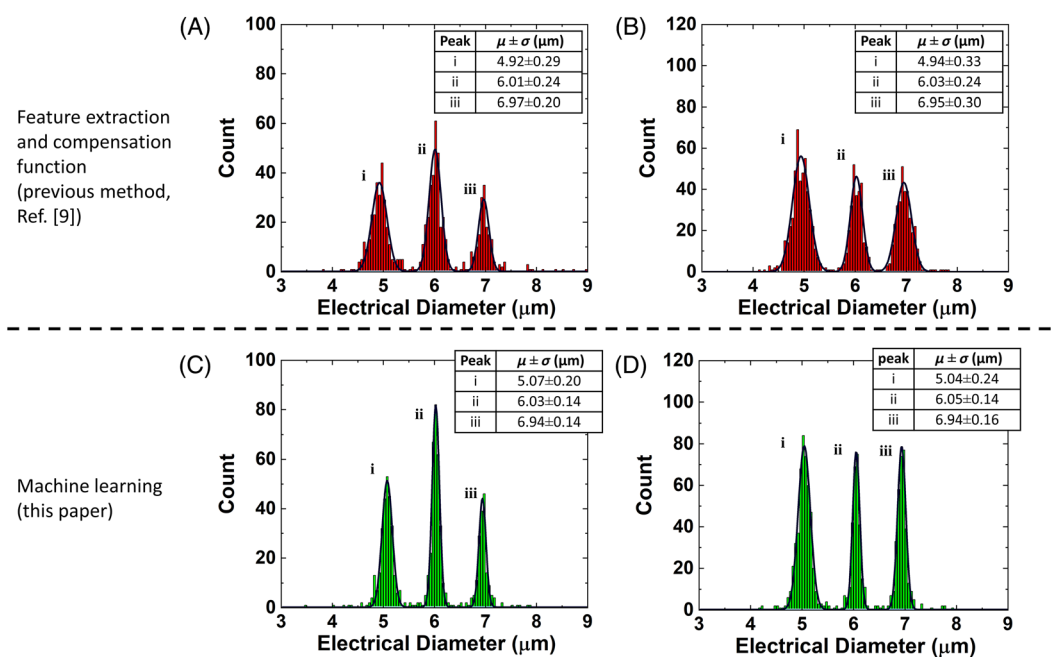 (A)
100
80
60
40
20
0
Count
3 4 5 6 7 8 9
Electrical Diameter (μm)
i
ii
iii
Peak μ ± σ (μm)
i 4.92±0.29
ii 6.01±0.24
iii 6.97±0.20
(B)
120
100
80
60
40
20
0
Count
3 4 5 6 7 8 9
Electrical Diameter (μm)
i
ii
iii
Peak μ ± σ (μm)
i 4.94±0.33
ii 6.03±0.24
iii 6.95±0.30
Feature extraction
and compensation
function
(previous method,
Ref. [9])
(C)
100
80
60
40
20
0
Count
3 4 5 6 7 8 9
Electrical Diameter (μm)
i
ii
iii
Peak μ ± σ (μm)
i 5.07±0.20
ii 6.03±0.14
iii 6.94±0.14
(D)
120
100
80
60
40
20
0
Count
3 4 5 6 7 8 9
Electrical Diameter (μm)
i
ii
iii
peak μ ± σ (μm)
i 5.04±0.24
ii 6.05±0.14
iii 6.94±0.16
Machine learning
(this paper)